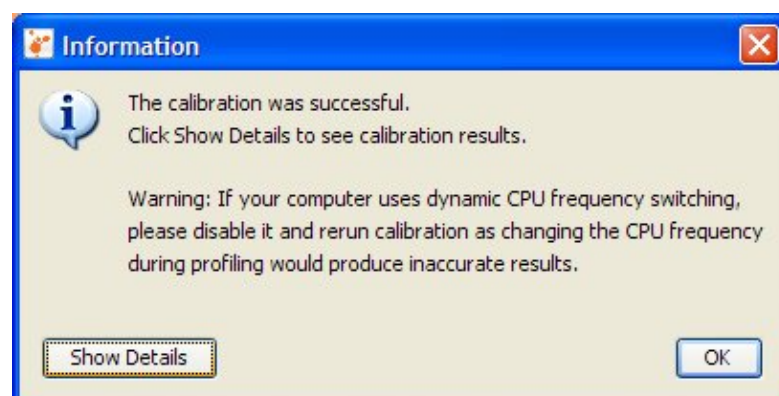 Information
The calibration was successful.
Click Show Details to see calibration results.
Warning: If your computer uses dynamic CPU frequency switching,
please disable it and rerun calibration as changing the CPU frequency
during profiling would produce inaccurate results.
Show Details
OK